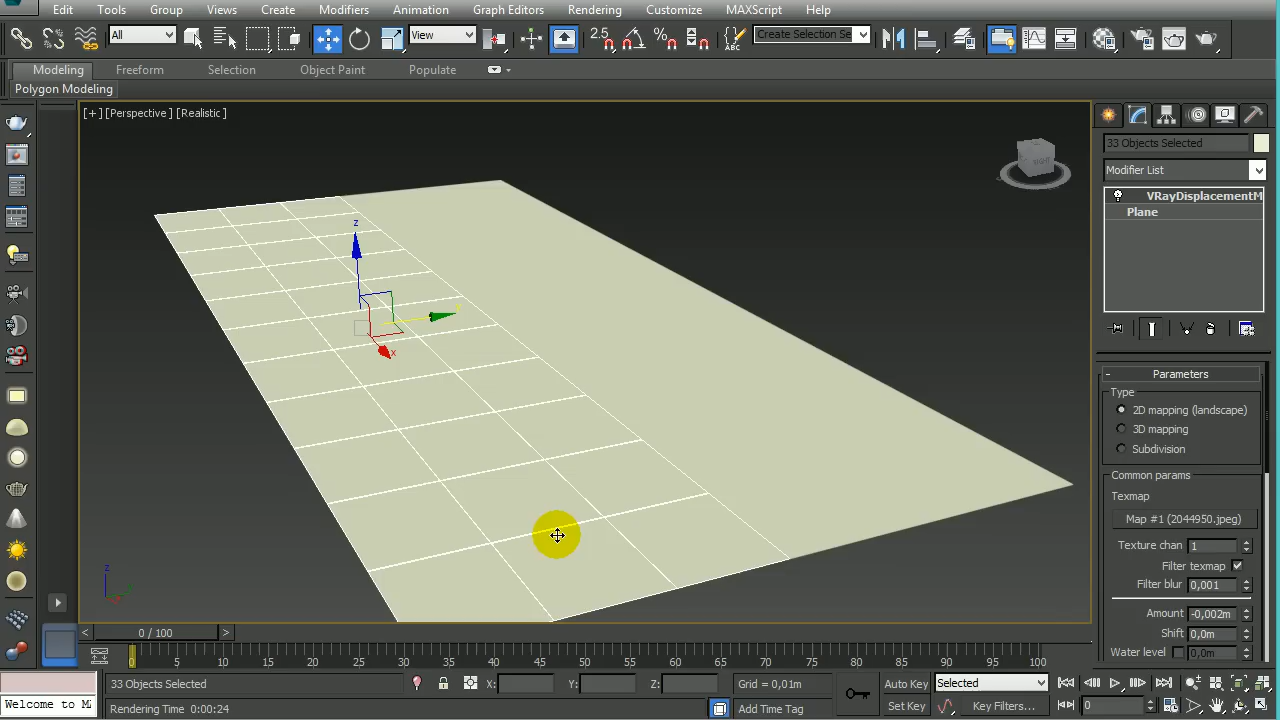 Edit Tools Group Views Create Modifiers Animation Graph Editors Rendering Customize MAXScript Help
All View 2.5 Create Selection Se
Modeling Freeform Selection Object Paint Populate
Polygon Modeling
[+] [Perspective] [Realistic]
33 Objects Selected
Modifier List
VRayDisplacementM
Plane
z
y
x
RIGHT
- Parameters
Type
2D mapping (landscape)
3D mapping
Subdivision
Common params
Texmap
Map #1 (2044950.jpeg)
Texture chan 1
Filter texmap
Filter blur 0,001
Amount -0,002m
Shift 0,0m
Water level 0,0m
z
< 0 / 100 >
0 5 10 15 20 25 30 35 40 45 50 55 60 65 70 75 80 85 90 95 100
33 Objects Selected X: Y: Z: Grid = 0,01m Auto Key Selected
Welcome to M
Rendering Time 0:00:24 Add Time Tag Set Key Key Filters... 0